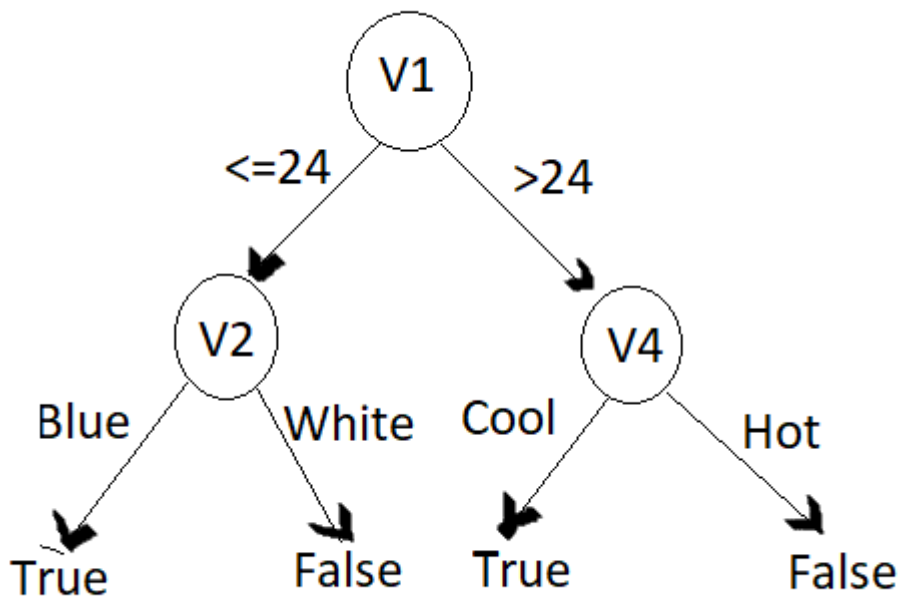 V1
<=24
>24
V2
V4
Blue
White
Cool
Hot
True
False
True
False